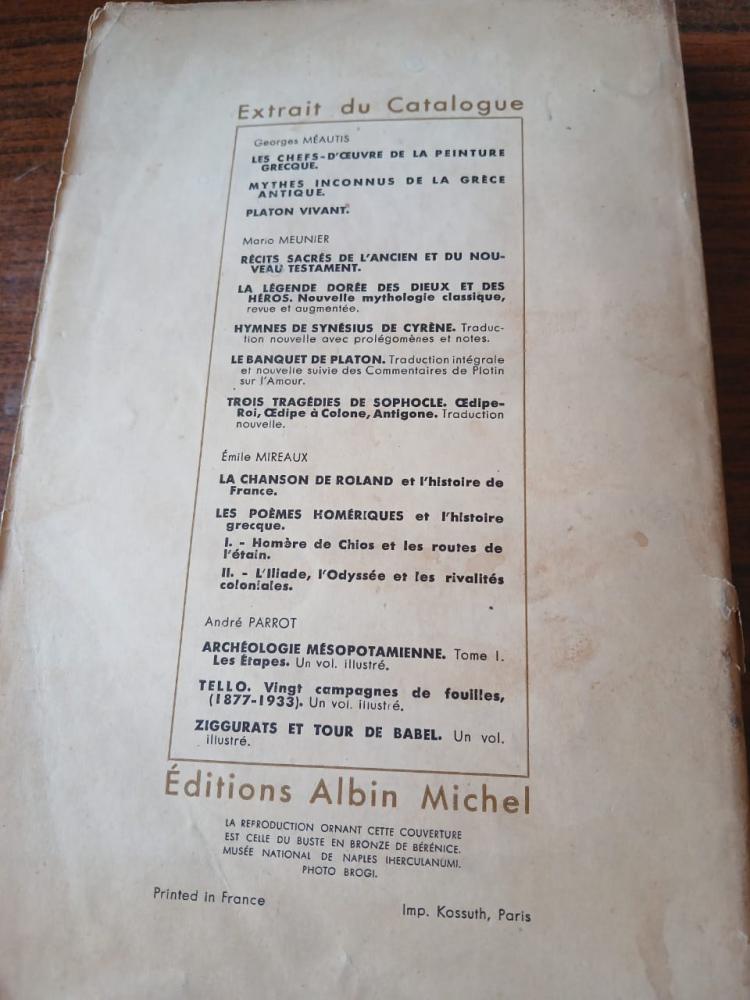 Extrait du Catalogue
Georges MÉAUTIS
LES CHEFS-D'ŒUVRE DE LA PEINTURE
GRECQUE.
MYTHES INCONNUS DE LA GRÈCE
ANTIQUE.
PLATON VIVANT.
Mario MEUNIER
RÉCITS SACRÉS DE L'ANCIEN ET DU NOU-
VEAU TESTAMENT.
LA LÉGENDE DORÉE DES DIEUX ET DES
HÉROS. Nouvelle mythologie classique,
revue et augmentée.
HYMNES DE SYNÉSIUS DE CYRÈNE. Traduc-
tion nouvelle avec prolégomènes et notes.
LE BANQUET DE PLATON. Traduction intégrale
et nouvelle suivie des Commentaires de Plotin
sur l'Amour.
TROIS TRAGÉDIES DE SOPHOCLE. Œdipe-
Roi, Œdipe à Colone, Antigone. Traduction
nouvelle.
Émile MIREAUX
LA CHANSON DE ROLAND et l'histoire de
France.
LES POÈMES HOMÉRIQUES et l'histoire
grecque.
I. - Homère de Chios et les routes de
l'étain.
II. - L'Iliade, l'Odyssée et les rivalités
coloniales.
André PARROT
ARCHÉOLOGIE MÉSOPOTAMIENNE. Tome I.
Les Étapes. Un vol. illustré.
TELLO. Vingt campagnes de fouilles,
(1877-1933). Un vol. illustré.
ZIGGURATS ET TOUR DE BABEL. Un vol.
illustré.
Éditions Albin Michel
LA REPRODUCTION ORNANT CETTE COUVERTURE
EST CELLE DU BUSTE EN BRONZE DE BÉRÉNICE.
MUSÉE NATIONAL DE NAPLES (HERCULANUM).
PHOTO BROGI.
Printed in France
Imp. Kossuth, Paris